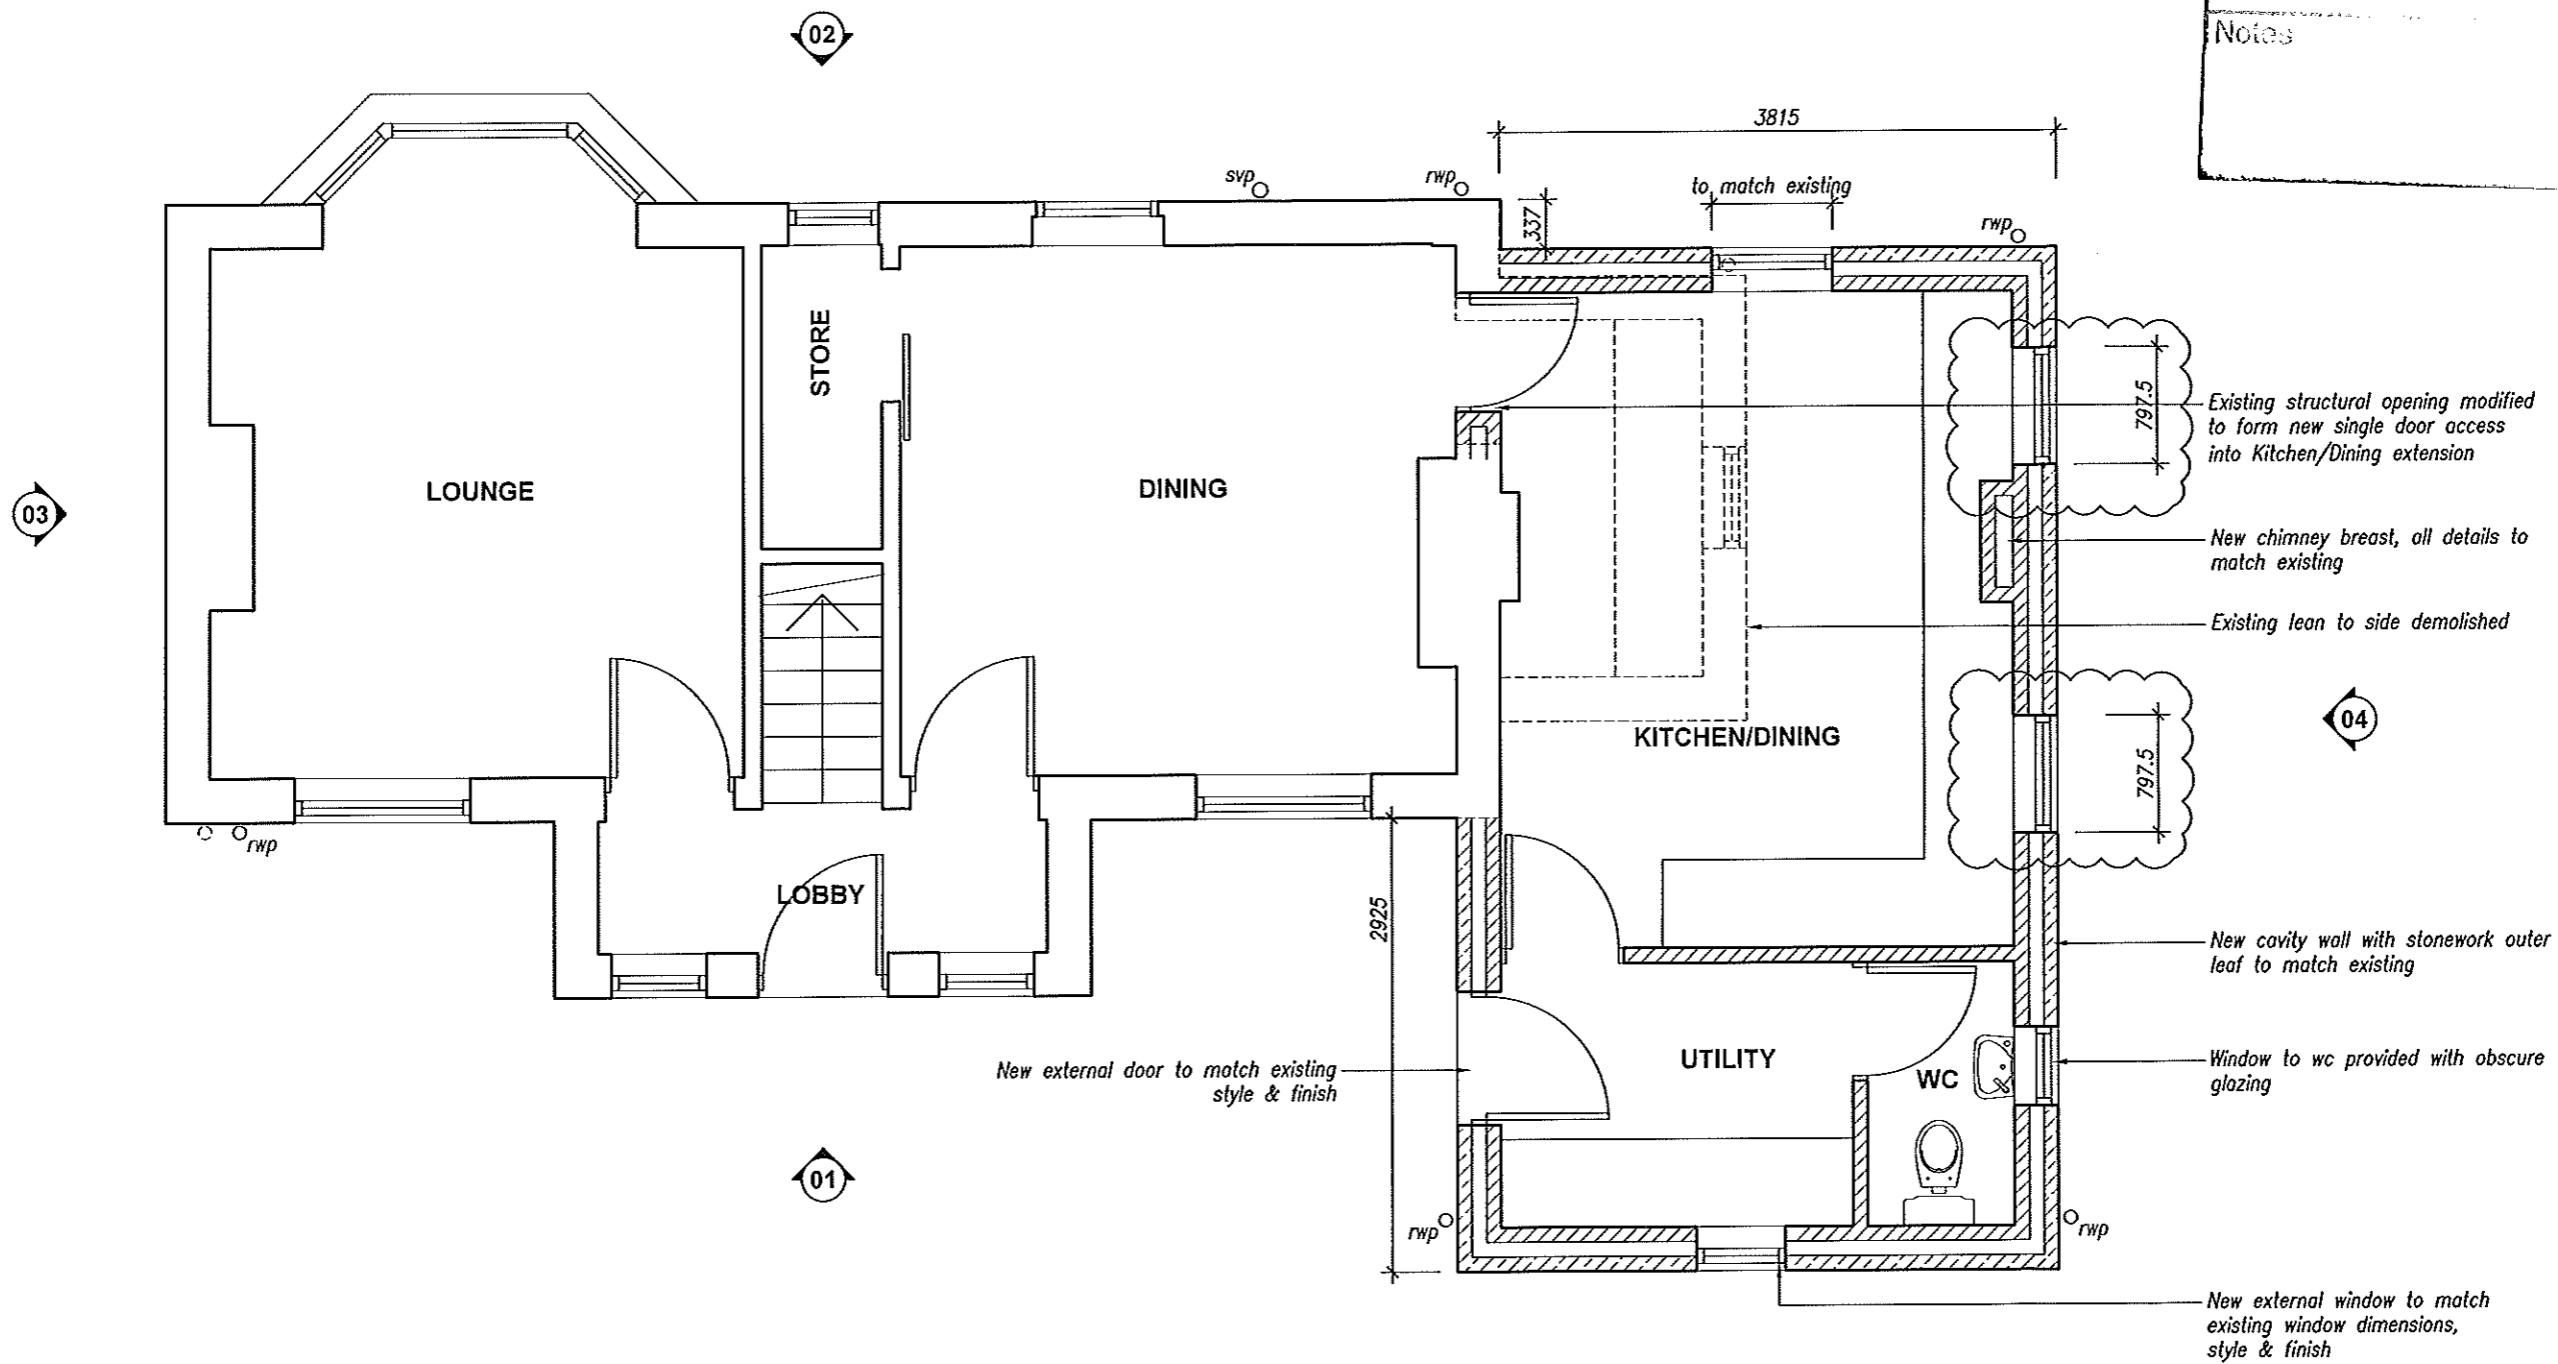 Notes
02
3815
svp
rwp
to match existing
337
rwp
STORE
797.5
Existing structural opening modified
to form new single door access
into Kitchen/Dining extension
LOUNGE
DINING
03
New chimney breast, all details to
match existing
Existing lean to side demolished
04
KITCHEN/DINING
797.5
rwp
LOBBY
2925
New cavity wall with stonework outer
leaf to match existing
New external door to match existing
style & finish
UTILITY
WC
Window to wc provided with obscure
glazing
01
rwp
rwp
New external window to match
existing window dimensions,
style & finish